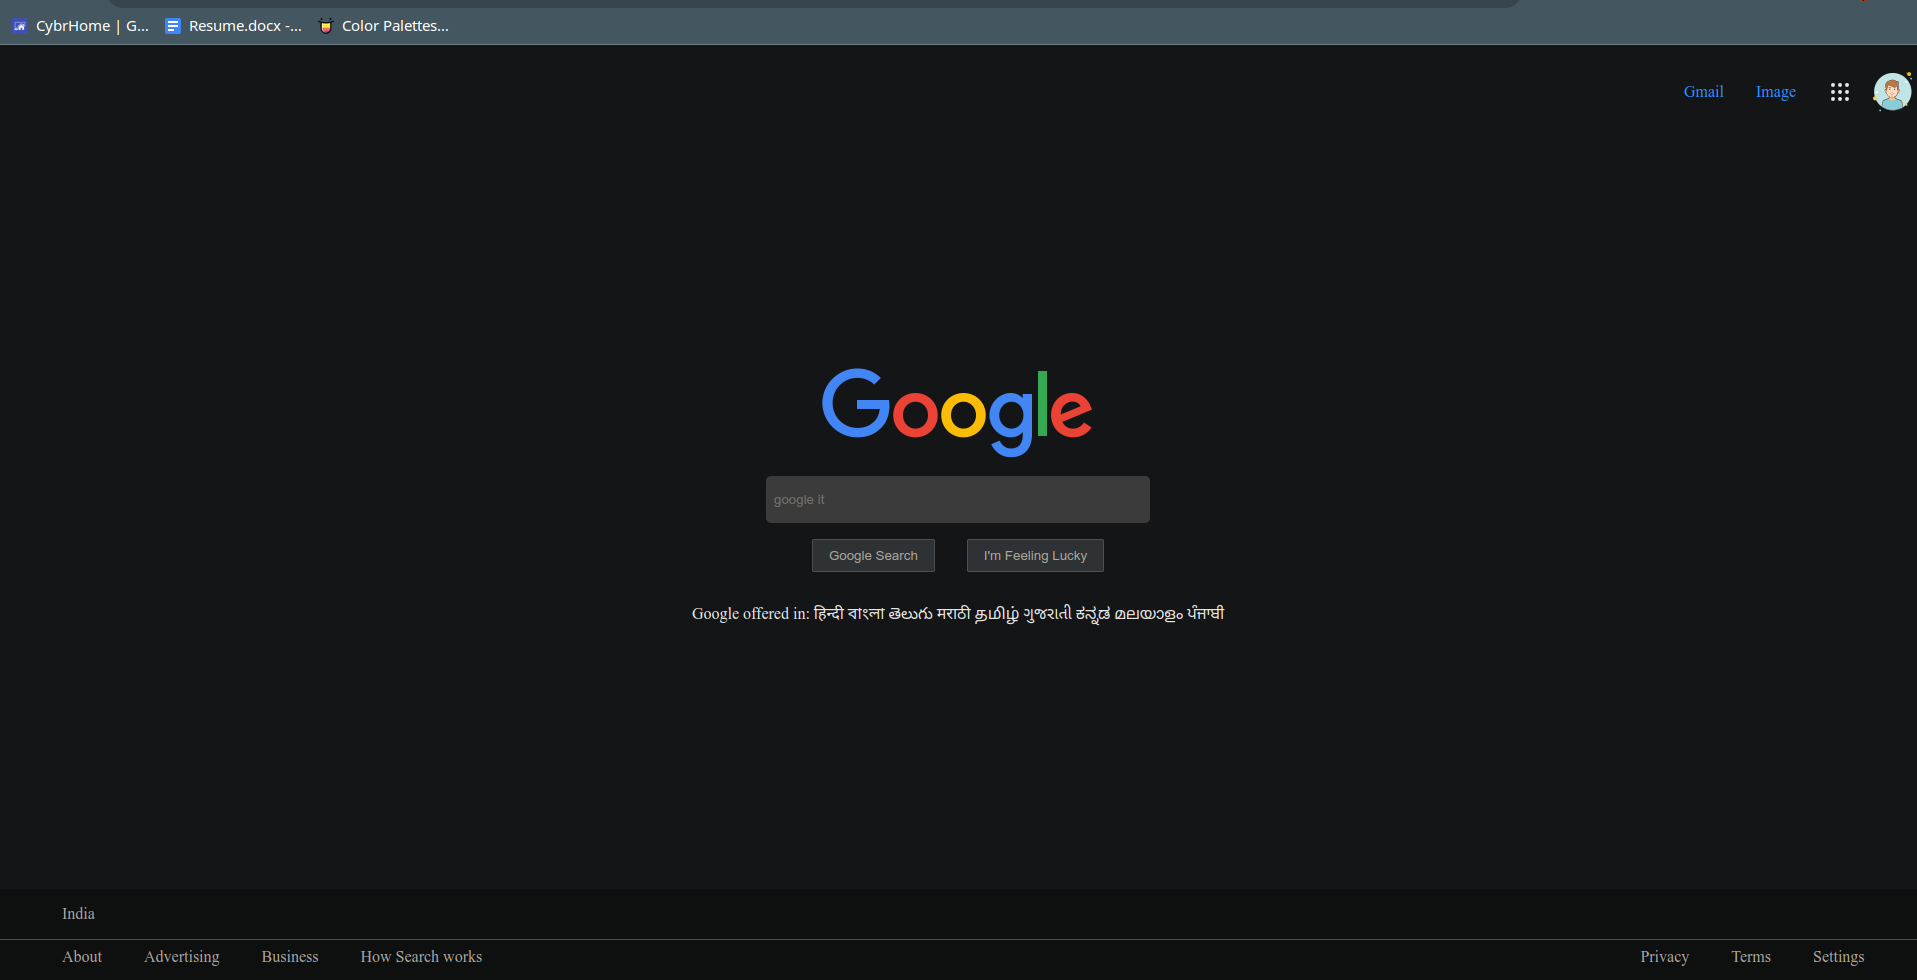 CybrHome | G... Resume.docx -... Color Palettes...
Gmail Image
Google
google it
Google Search I'm Feeling Lucky
Google offered in: हिन्दी বাংলা తెలుగు मराठी தமிழ் ગુજરાતી ಕನ್ನಡ മലയാളം ਪੰਜਾਬੀ
India
About Advertising Business How Search works Privacy Terms Settings